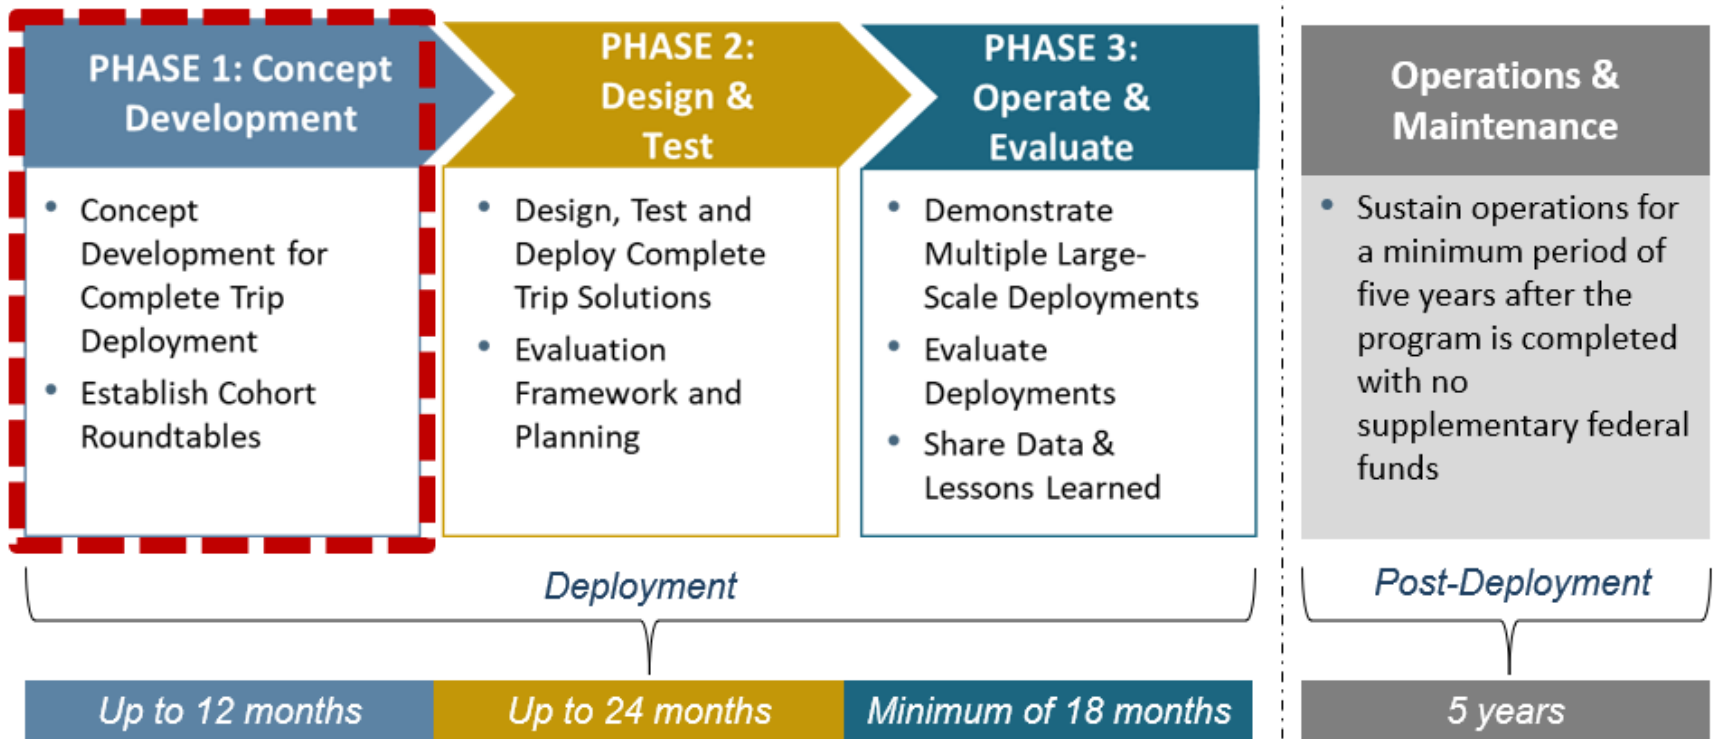 PHASE 1: Concept
Development
• Concept
Development for
Complete Trip
Deployment
• Establish Cohort
Roundtables
PHASE 2:
Design &
Test
• Design, Test and
Deploy Complete
Trip Solutions
• Evaluation
Framework and
Planning
PHASE 3:
Operate &
Evaluate
• Demonstrate
Multiple Large-
Scale Deployments
• Evaluate
Deployments
• Share Data &
Lessons Learned
Operations &
Maintenance
• Sustain operations for
a minimum period of
five years after the
program is completed
with no
supplementary federal
funds
Deployment
Post-Deployment
Up to 12 months
Up to 24 months
Minimum of 18 months
5 years